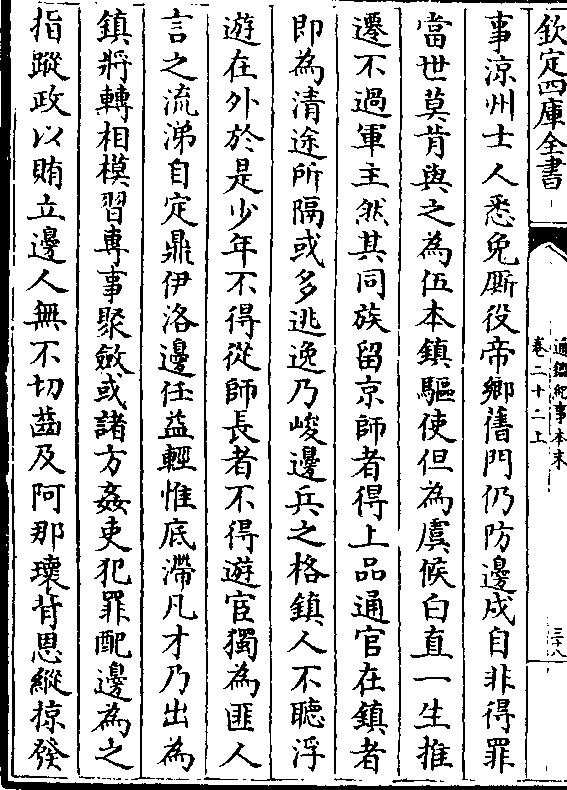 欽定四庫全書
通鑑紀事本末
卷二十二上
三十八
事涼州士人悉免厮役帝鄉舊門仍防邊戍自非得罪
當世莫肯與之為伍本鎮驅使但為虞候白直一生推
遷不過軍主然其同族留京師者得上品通官在鎮者
即為清途所隔或多逃逸乃峻邊兵之格鎮人不聽浮
遊在外於是少年不得從師長者不得遊宦獨為匪人
言之流涕自定鼎伊洛邊任益輕惟底滯凡才乃出為
鎮將轉相模習專事聚斂或諸方姦吏犯罪配邊為之
指蹤政以賄立邊人無不切齒及阿那瓌背恩縱掠發